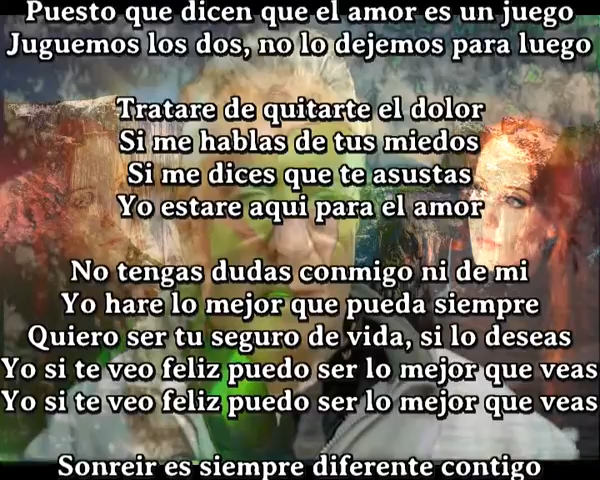 Puesto que dicen que el amor es un juego
Juguemos los dos, no lo dejemos para luego
Tratare de quitarte el dolor
Si me hablas de tus miedos
Si me dices que te asustas
Yo estare aqui para el amor
No tengas dudas conmigo ni de mi
Yo hare lo mejor que pueda siempre
Quiero ser tu seguro de vida, si lo deseas
Yo si te veo feliz puedo ser lo mejor que veas
Yo si te veo feliz puedo ser lo mejor que veas
Sonreir es siempre diferente contigo